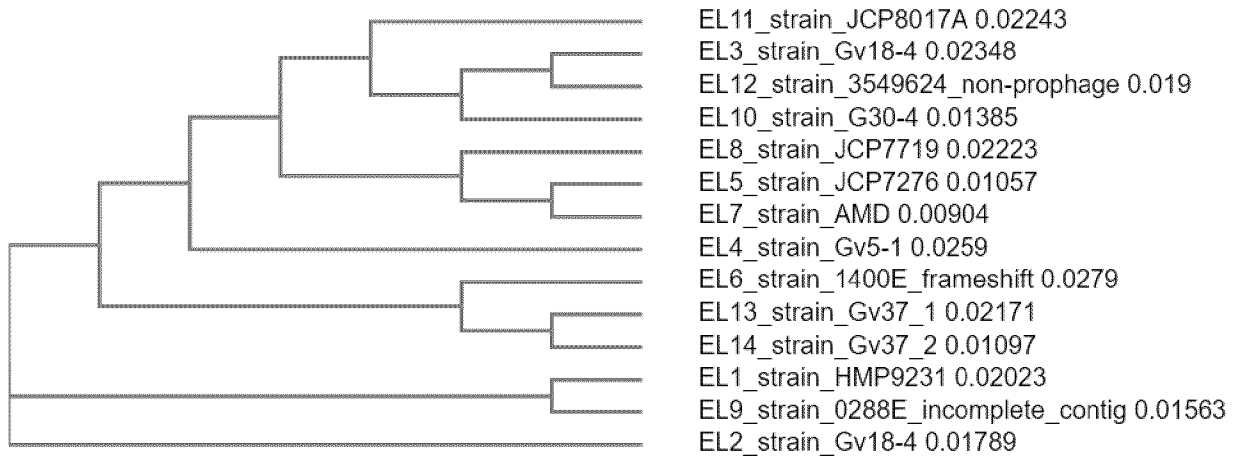 EL11_strain_JCP8017A 0.02243
EL3_strain_Gv18-4 0.02348
EL12_strain_3549624_non-prophage 0.019
EL10_strain_G30-4 0.01385
EL8_strain_JCP7719 0.02223
EL5_strain_JCP7276 0.01057
EL7_strain_AMD 0.00904
EL4_strain_Gv5-1 0.0259
EL6_strain_1400E_frameshift 0.0279
EL13_strain_Gv37_1 0.02171
EL14_strain_Gv37_2 0.01097
EL1_strain_HMP9231 0.02023
EL9_strain_0288E_incomplete_contig 0.01563
EL2_strain_Gv18-4 0.01789